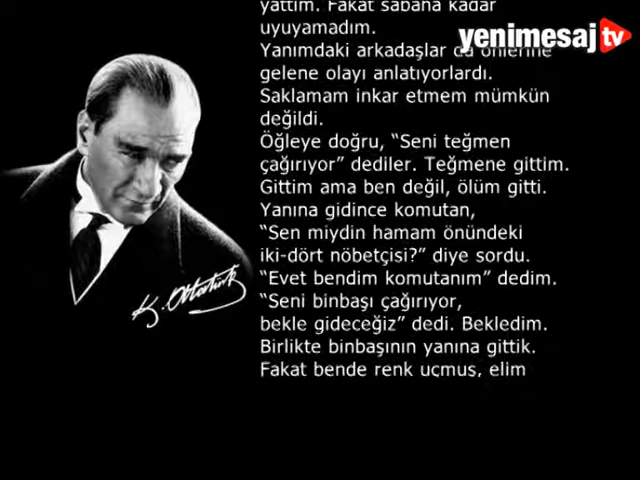 yattım. Fakat sabaha kadar
uyuyamadım.
yenimesaj tv
Yanımdaki arkadaşlar da önlerine
gelene olayı anlatıyorlardı.
Saklamam inkar etmem mümkün
değildi.
Öğleye doğru, “Seni teğmen
çağırıyor” dediler. Teğmene gittim.
Gittim ama ben değil, ölüm gitti.
Yanına gidince komutan,
“Sen miydin hamam önündeki
iki-dört nöbetçisi?” diye sordu.
“Evet bendim komutanım” dedim.
“Seni binbaşı çağırıyor,
bekle gideceğiz” dedi. Bekledim.
Birlikte binbaşının yanına gittik.
Fakat bende renk uçmuş, elim
K. Atatürk